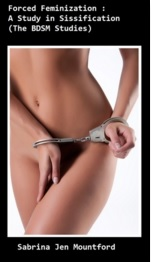 Forced Feminization :
A Study in Sissification
(The BDSM Studies)
Sabrina Jen Mountford